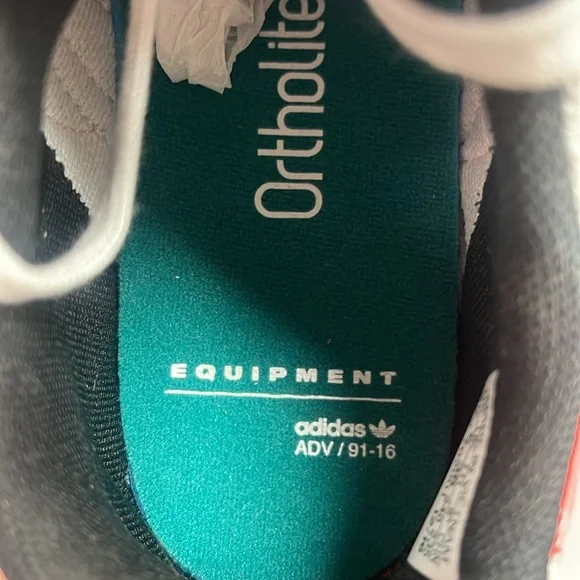 Ortholite
EQUIPMENT
adidas
ADV / 91-16